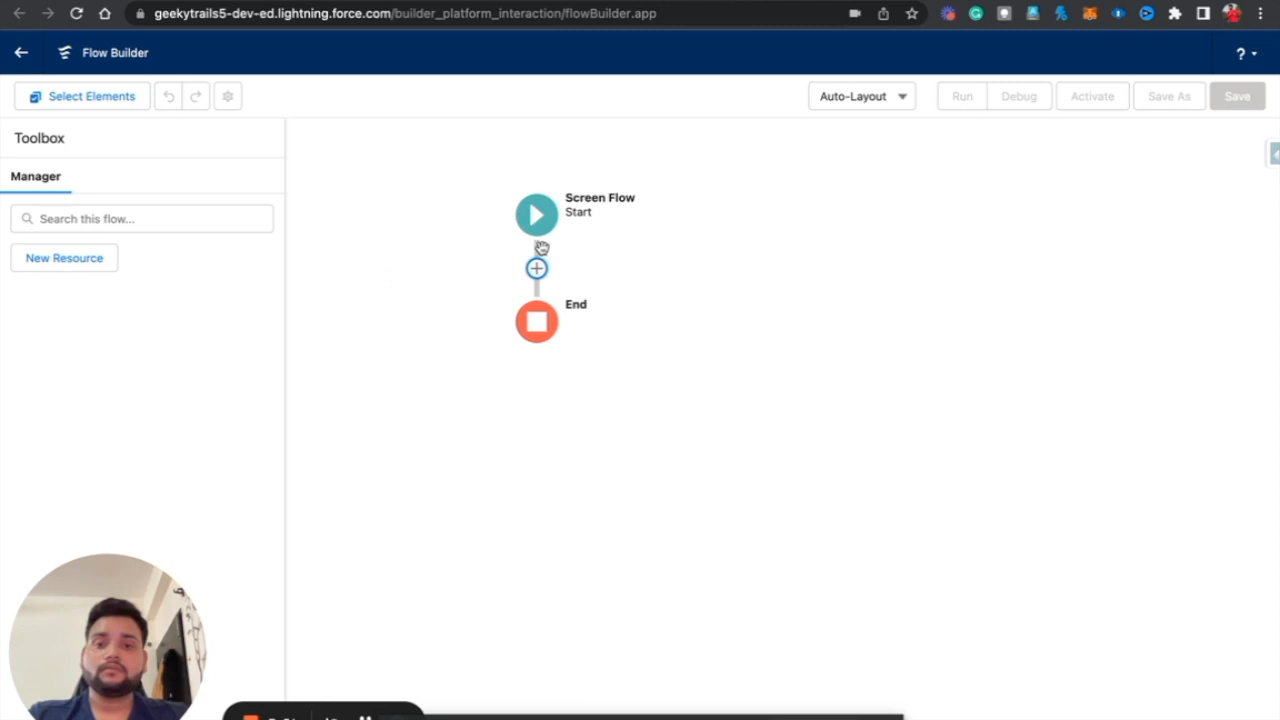 geekytrails5-dev-ed.lightning.force.com/builder_platform_interaction/flowBuilder.app
Flow Builder
?
Select Elements
Auto-Layout
Run
Debug
Activate
Save As
Save
Toolbox
Manager
Search this flow...
New Resource
Screen Flow
Start
End